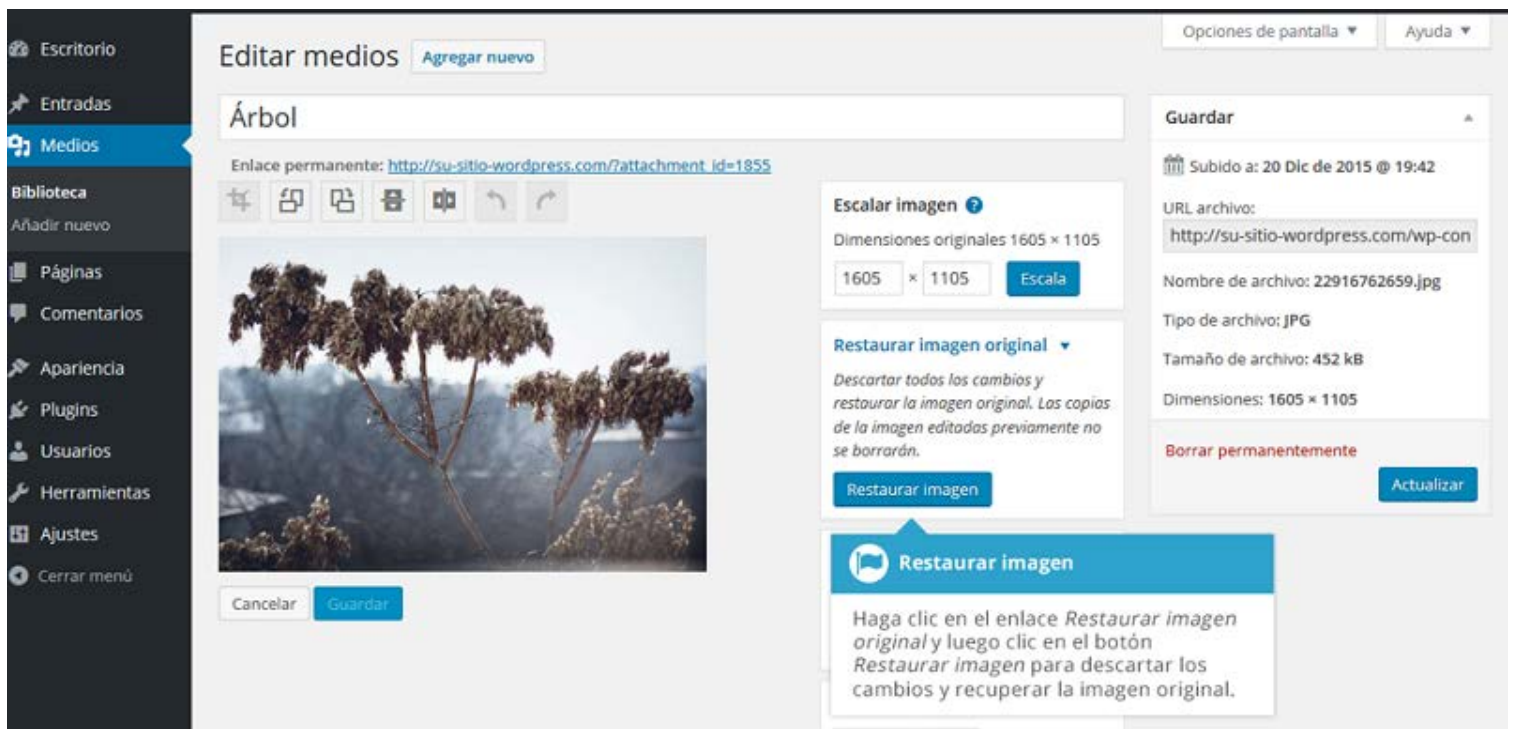 Escritorio
Entradas
Medios
Biblioteca
Añadir nuevo
Páginas
Comentarios
Apariencia
Plugins
Usuarios
Herramientas
Ajustes
Cerrar menú
Opciones de pantalla
Ayuda
Editar medios
Agregar nuevo
Árbol
Enlace permanente: http://su-sitio-wordpress.com/?attachment_id=1855
Escalar imagen
Dimensiones originales 1605 × 1105
1605 × 1105 Escala
Restaurar imagen original
Descartar todos los cambios y
restaurar la imagen original. Las copias
de la imagen editadas previamente no
se borrarán.
Restaurar imagen
Restaurar imagen
Haga clic en el enlace Restaurar imagen
original y luego clic en el botón
Restaurar imagen para descartar los
cambios y recuperar la imagen original.
Cancelar
Guardar
Guardar
Subido a: 20 Dic de 2015 @ 19:42
URL archivo:
http://su-sitio-wordpress.com/wp-con
Nombre de archivo: 22916762659.jpg
Tipo de archivo: JPG
Tamaño de archivo: 452 kB
Dimensiones: 1605 × 1105
Borrar permanentemente
Actualizar